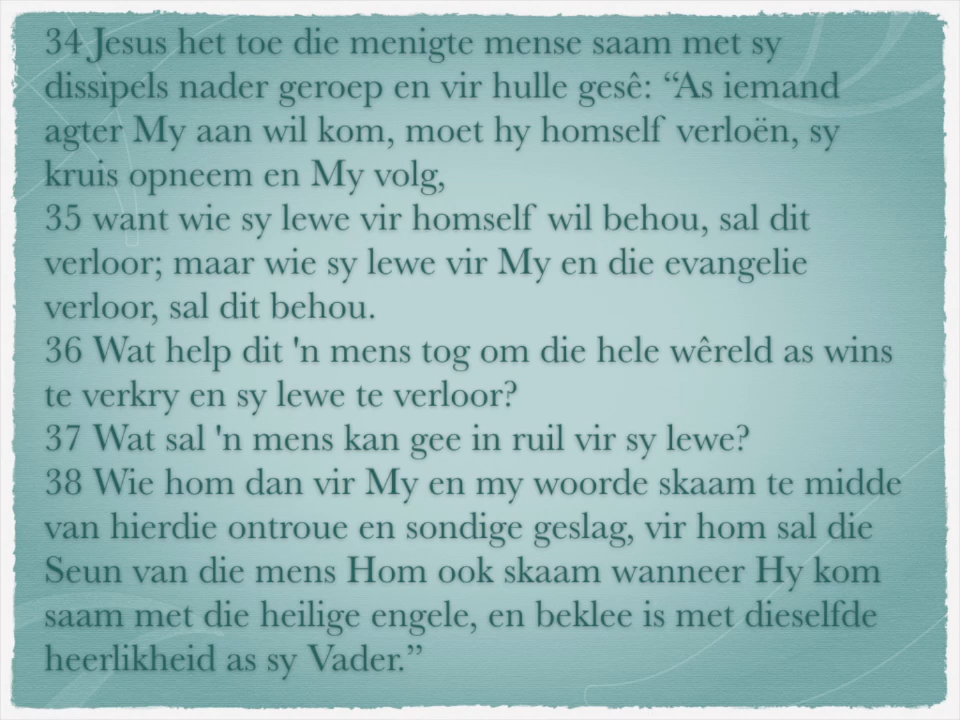 34 Jesus het toe die menigte mense saam met sy
dissipels nader geroep en vir hulle gesê: “As iemand
agter My aan wil kom, moet hy homself verloën, sy
kruis opneem en My volg,
35 want wie sy lewe vir homself wil behou, sal dit
verloor; maar wie sy lewe vir My en die evangelie
verloor, sal dit behou.
36 Wat help dit 'n mens tog om die hele wêreld as wins
te verkry en sy lewe te verloor?
37 Wat sal 'n mens kan gee in ruil vir sy lewe?
38 Wie hom dan vir My en my woorde skaam te midde
van hierdie ontroue en sondige geslag, vir hom sal die
Seun van die mens Hom ook skaam wanneer Hy kom
saam met die heilige engele, en beklee is met dieselfde
heerlikheid as sy Vader.”